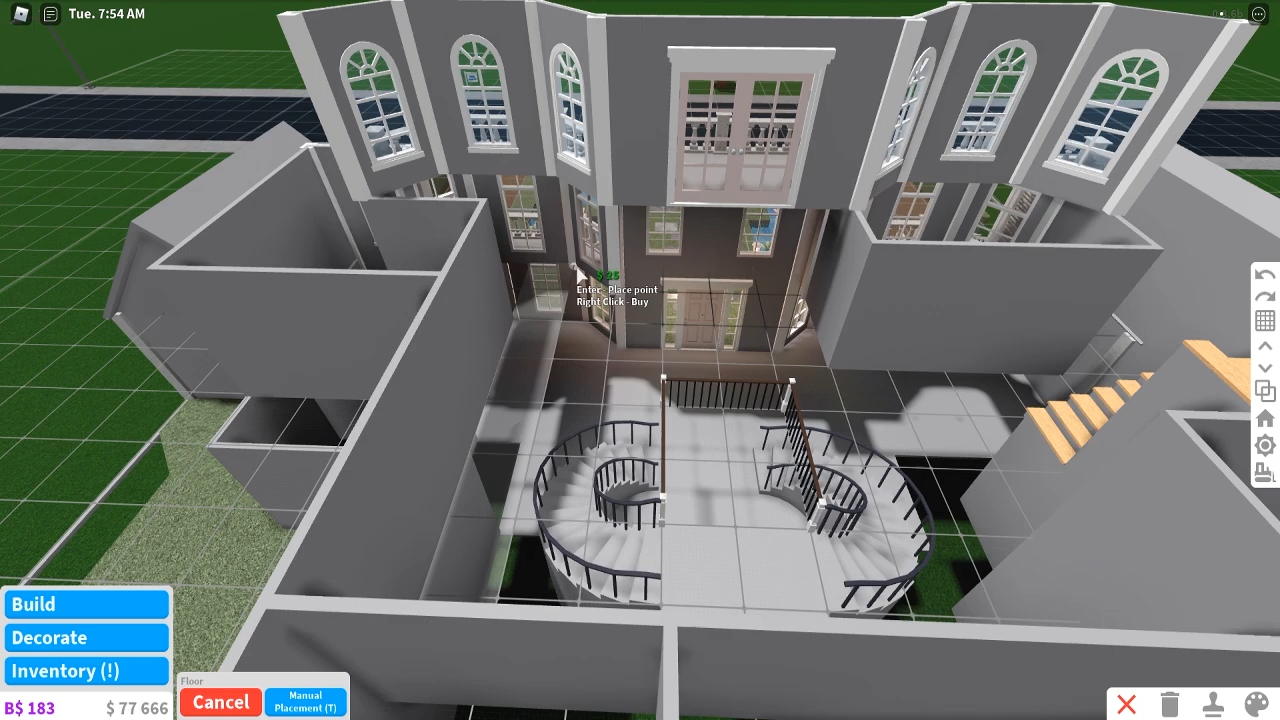 Tue. 7:54 AM
$ 25
Enter - Place point
Right Click - Buy
Build
Decorate
Inventory (!)
B$ 183
$ 77 666
Floor
Cancel
Manual
Placement (T)